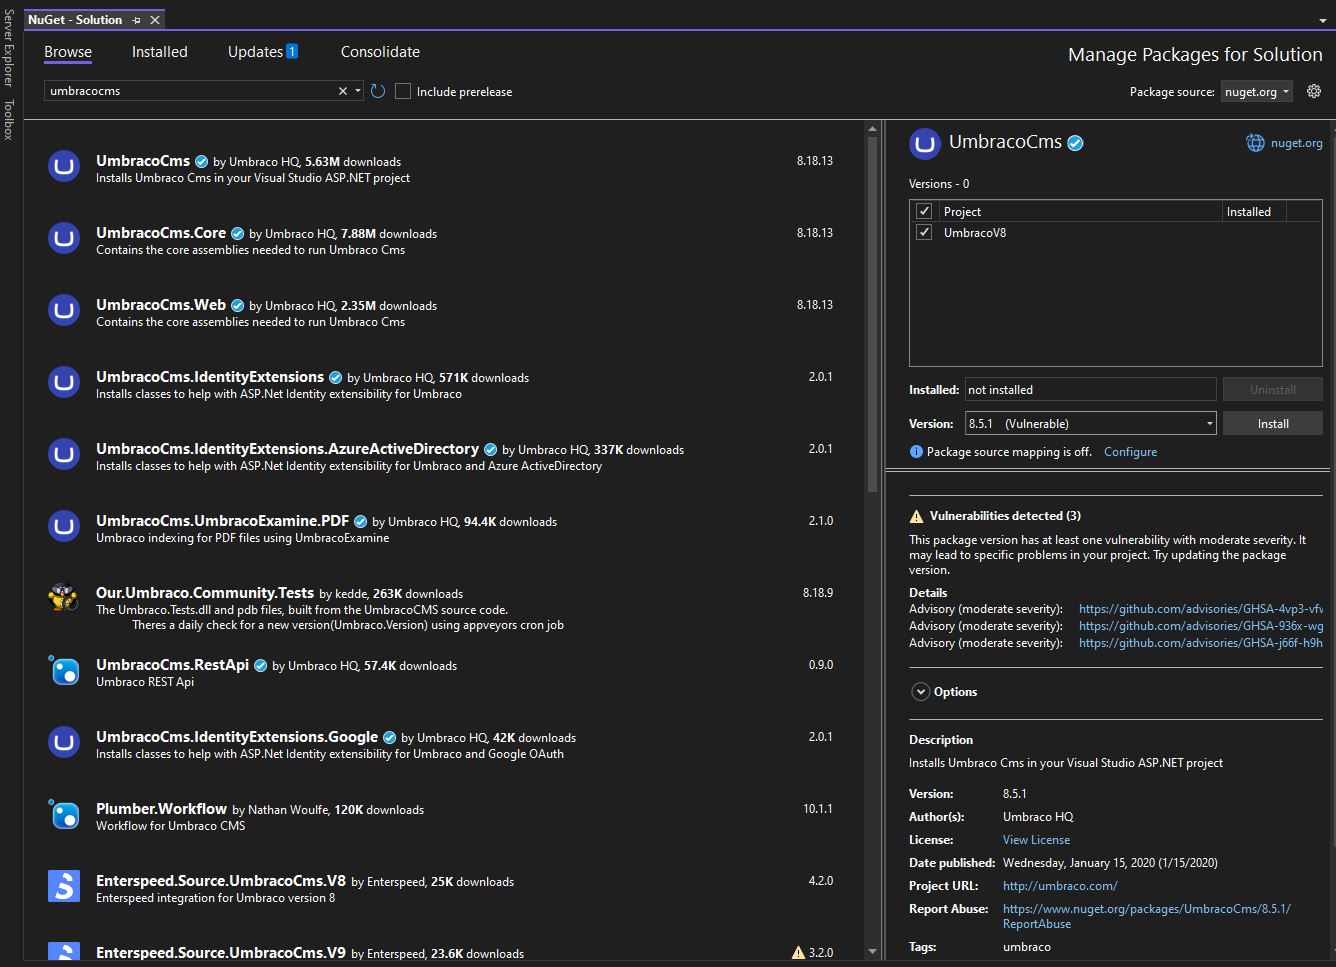 Server Explorer
Toolbox
NuGet - Solution
Browse
Installed
Updates 1
Consolidate
Manage Packages for Solution
umbracocms
Include prerelease
Package source: nuget.org
UmbracoCms by Umbraco HQ, 5.63M downloads
8.18.13
Installs Umbraco Cms in your Visual Studio ASP.NET project
UmbracoCms.Core by Umbraco HQ, 7.88M downloads
8.18.13
Contains the core assemblies needed to run Umbraco Cms
UmbracoCms.Web by Umbraco HQ, 2.35M downloads
8.18.13
Contains the core assemblies needed to run Umbraco Cms
UmbracoCms.IdentityExtensions by Umbraco HQ, 571K downloads
2.0.1
Installs classes to help with ASP.Net Identity extensibility for Umbraco
UmbracoCms.IdentityExtensions.AzureActiveDirectory by Umbraco HQ, 337K downloads
2.0.1
Installs classes to help with ASP.Net Identity extensibility for Umbraco and Azure ActiveDirectory
UmbracoCms.UmbracoExamine.PDF by Umbraco HQ, 94.4K downloads
2.1.0
Umbraco indexing for PDF files using UmbracoExamine
Our.Umbraco.Community.Tests by kedde, 263K downloads
8.18.9
The Umbraco.Tests.dll and pdb files, built from the UmbracoCMS source code.
Theres a daily check for a new version(Umbraco.Version) using appveyors cron job
UmbracoCms.RestApi by Umbraco HQ, 57.4K downloads
0.9.0
Umbraco REST Api
UmbracoCms.IdentityExtensions.Google by Umbraco HQ, 42K downloads
2.0.1
Installs classes to help with ASP.Net Identity extensibility for Umbraco and Google OAuth
Plumber.Workflow by Nathan Woulfe, 120K downloads
10.1.1
Workflow for Umbraco CMS
Enterspeed.Source.UmbracoCms.V8 by Enterspeed, 25K downloads
4.2.0
Enterspeed integration for Umbraco version 8
Enterspeed.Source.UmbracoCms.V9 by Enterspeed, 23.6K downloads
3.2.0
UmbracoCms
nuget.org
Versions - 0
Project
Installed
UmbracoV8
Installed: not installed
Uninstall
Version: 8.5.1 (Vulnerable)
Install
Package source mapping is off. Configure
Vulnerabilities detected (3)
This package version has at least one vulnerability with moderate severity. It
may lead to specific problems in your project. Try updating the package
version.
Details
Advisory (moderate severity): https://github.com/advisories/GHSA-4vp3-vfv
Advisory (moderate severity): https://github.com/advisories/GHSA-936x-wg
Advisory (moderate severity): https://github.com/advisories/GHSA-j66f-h9h
Options
Description
Installs Umbraco Cms in your Visual Studio ASP.NET project
Version: 8.5.1
Author(s): Umbraco HQ
License: View License
Date published: Wednesday, January 15, 2020 (1/15/2020)
Project URL: http://umbraco.com/
Report Abuse: https://www.nuget.org/packages/UmbracoCms/8.5.1/
ReportAbuse
Tags: umbraco